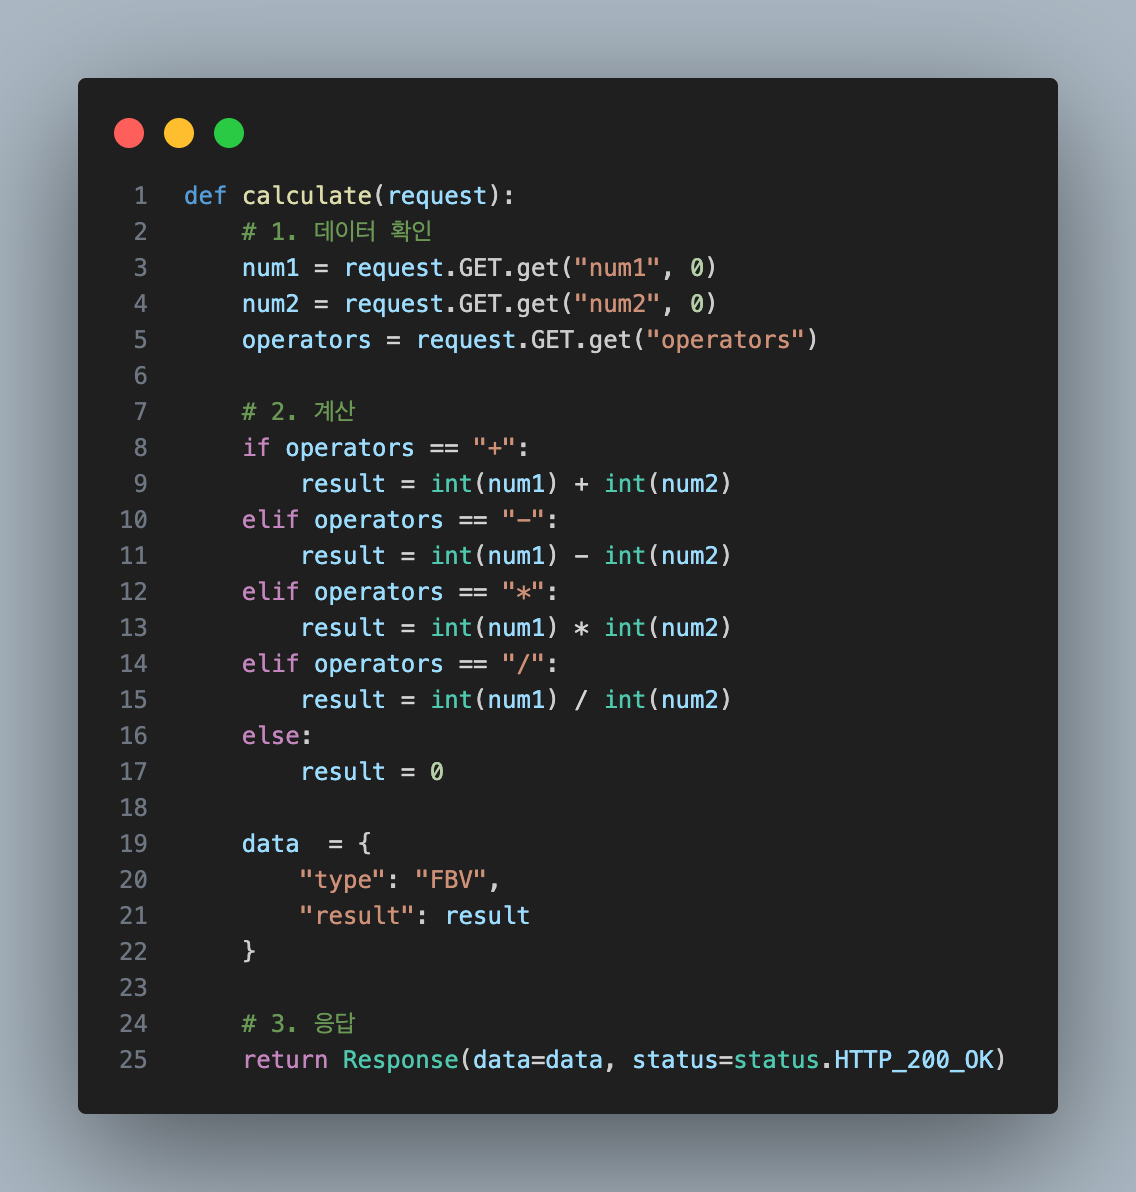 1 def calculate(request):
2     # 1. 데이터 확인
3     num1 = request.GET.get("num1", 0)
4     num2 = request.GET.get("num2", 0)
5     operators = request.GET.get("operators")
6
7     # 2. 계산
8     if operators == "+":
9         result = int(num1) + int(num2)
10     elif operators == "-":
11         result = int(num1) - int(num2)
12     elif operators == "*":
13         result = int(num1) * int(num2)
14     elif operators == "/":
15         result = int(num1) / int(num2)
16     else:
17         result = 0
18
19     data  = {
20         "type": "FBV",
21         "result": result
22     }
23
24     # 3. 응답
25     return Response(data=data, status=status.HTTP_200_OK)